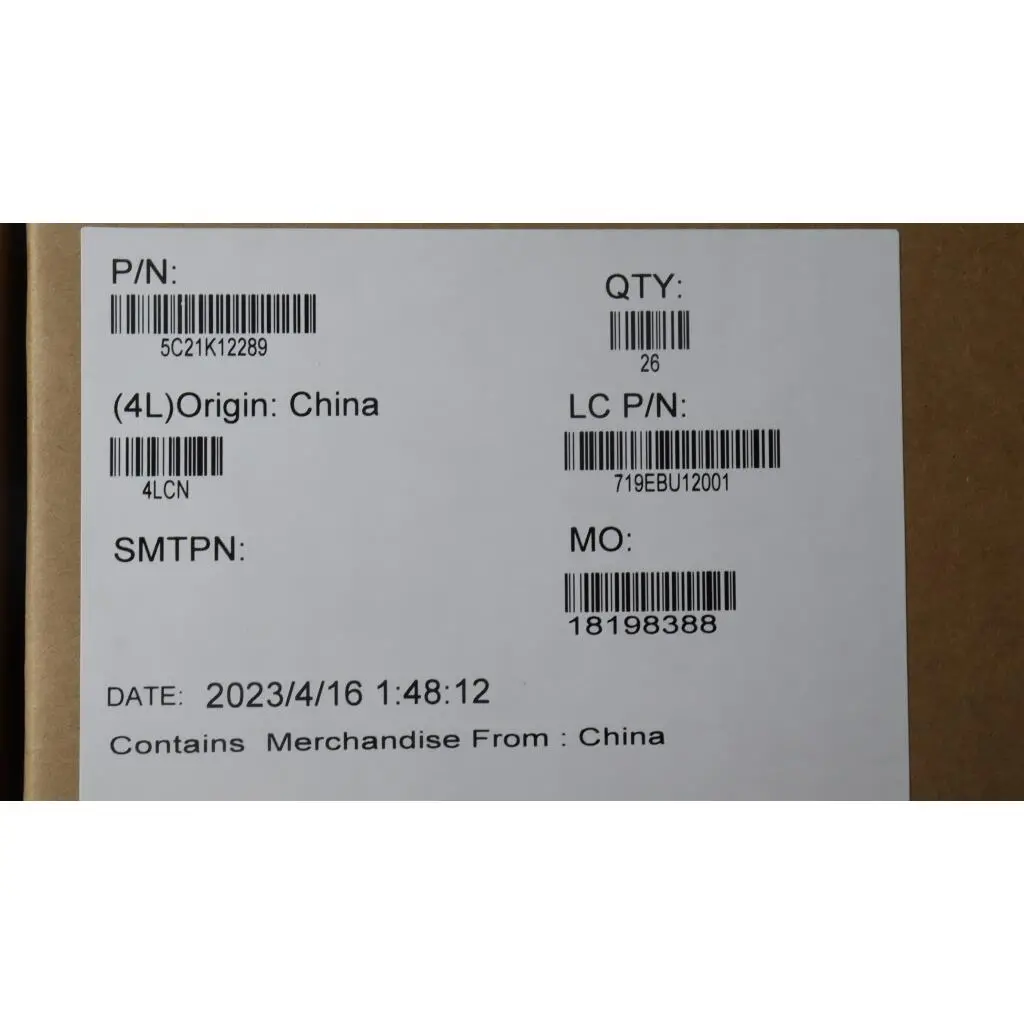 P/N:
5C21K12289
QTY:
26
(4L)Origin: China
4LCN
LC P/N:
719EBU12001
SMTPN:
MO:
18198388
DATE: 2023/4/16 1:48:12
Contains Merchandise From : China